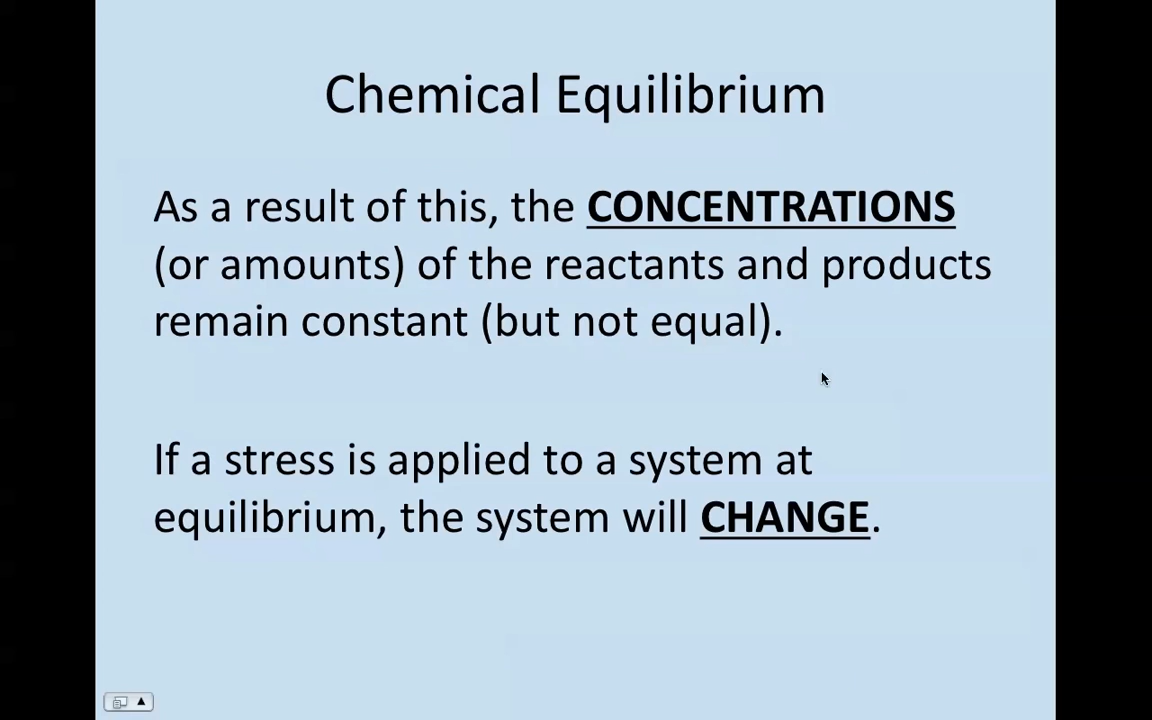 Chemical Equilibrium
As a result of this, the CONCENTRATIONS
(or amounts) of the reactants and products
remain constant (but not equal).
If a stress is applied to a system at
equilibrium, the system will CHANGE.